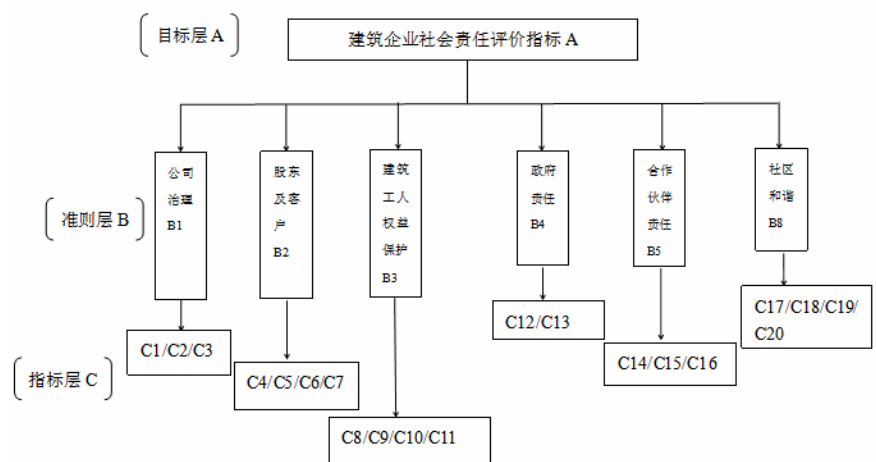 目标层 A
建筑企业社会责任评价指标 A
准则层 B
公司
治理
B1
股东
及客
户
B2
建筑
工人
权益
保护
B3
政府
责任
B4
合作
伙伴
责任
B5
社区
和谐
B8
指标层 C
C1/C2/C3
C4/C5/C6/C7
C8/C9/C10/C11
C12/C13
C14/C15/C16
C17/C18/C19/
C20